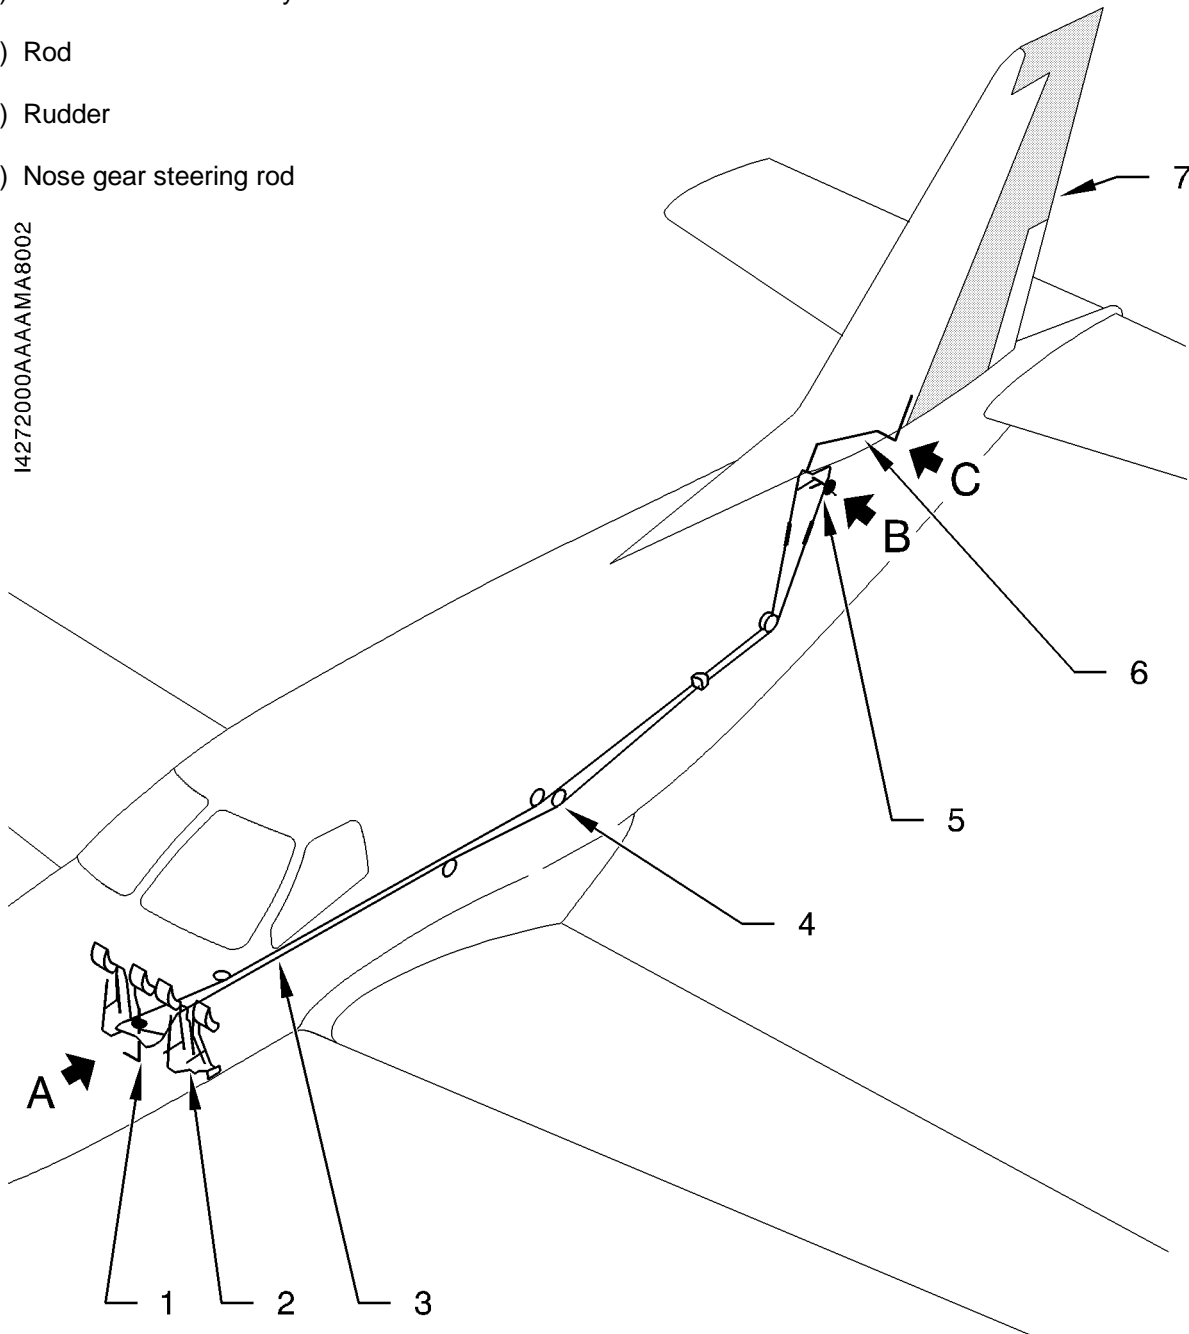 ) Rod
) Rudder
) Nose gear steering rod
I4272000AAAAMA8002
7
C
B
6
5
4
A
1
2
3